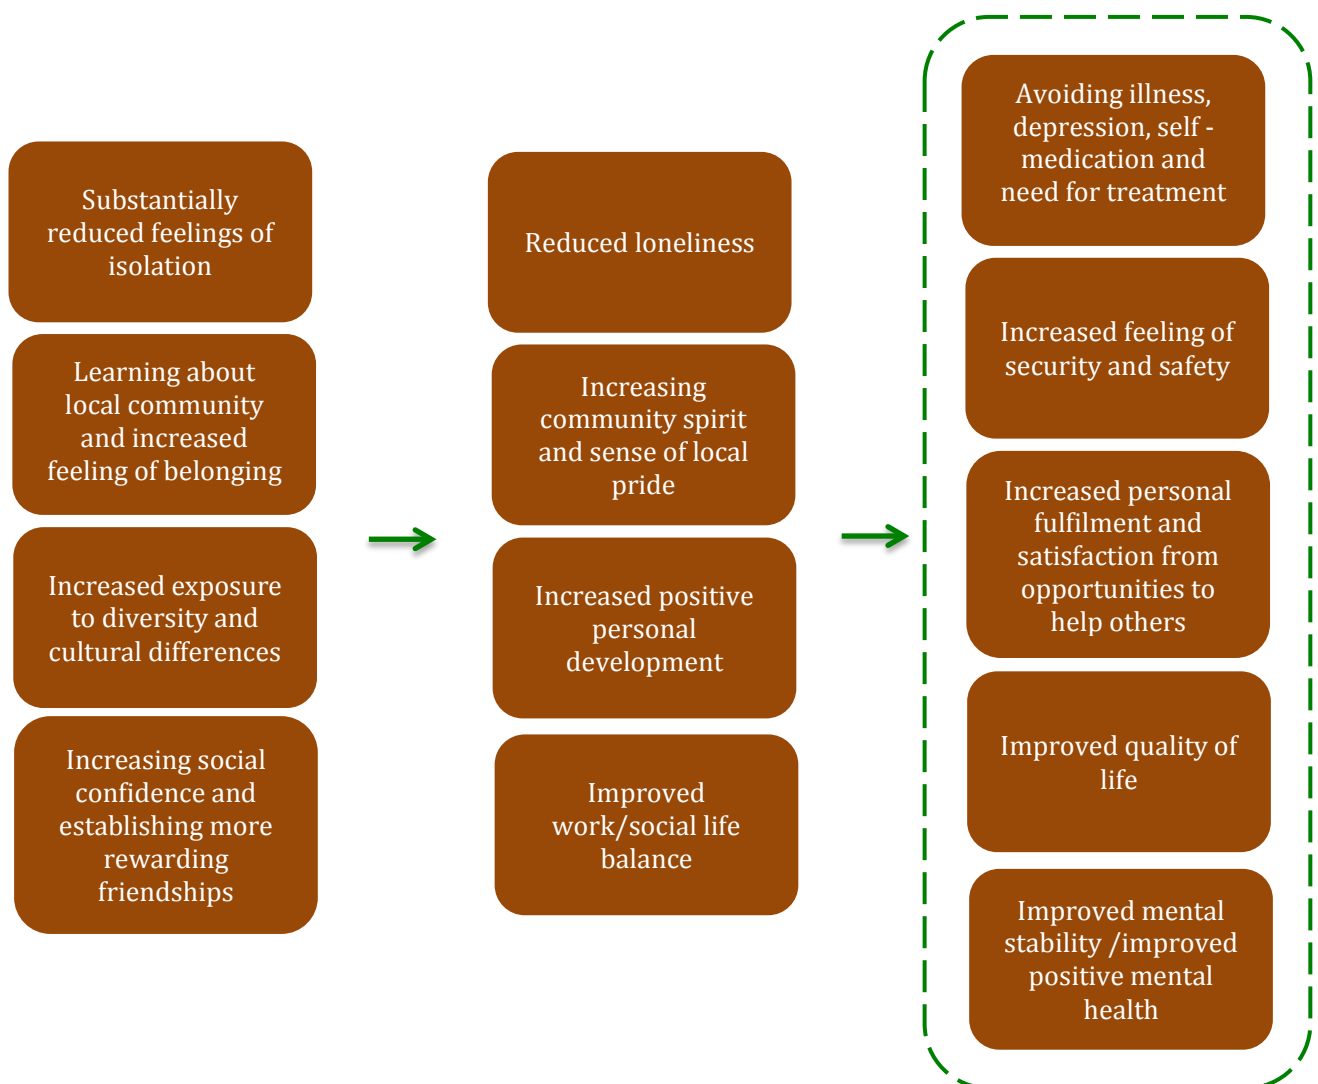 Substantially
reduced feelings of
isolation
Learning about
local community
and increased
feeling of belonging
Increased exposure
to diversity and
cultural differences
Increasing social
confidence and
establishing more
rewarding
friendships
Reduced loneliness
Increasing
community spirit
and sense of local
pride
Increased positive
personal
development
Improved
work/social life
balance
Avoiding illness,
depression, self -
medication and
need for treatment
Increased feeling of
security and safety
Increased personal
fulfilment and
satisfaction from
opportunities to
help others
Improved quality of
life
Improved mental
stability /improved
positive mental
health